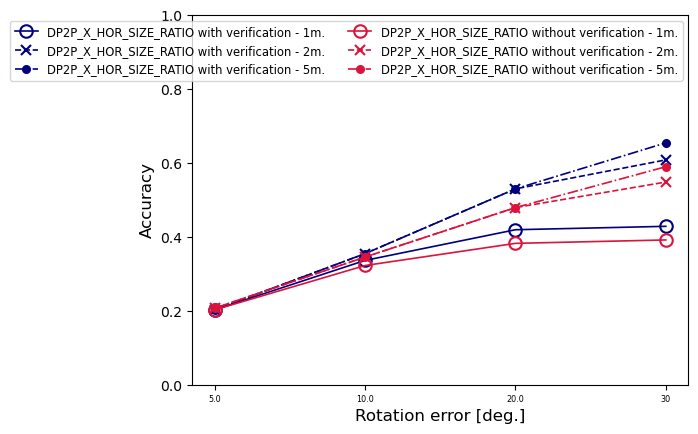 1.0
DP2P_X_HOR_SIZE_RATIO with verification - 1m.
DP2P_X_HOR_SIZE_RATIO with verification - 2m.
DP2P_X_HOR_SIZE_RATIO with verification - 5m.
DP2P_X_HOR_SIZE_RATIO without verification - 1m.
DP2P_X_HOR_SIZE_RATIO without verification - 2m.
DP2P_X_HOR_SIZE_RATIO without verification - 5m.
0.8
0.6
0.4
0.2
0.0
Accuracy
5.0 10.0 20.0 30
Rotation error [deg.]